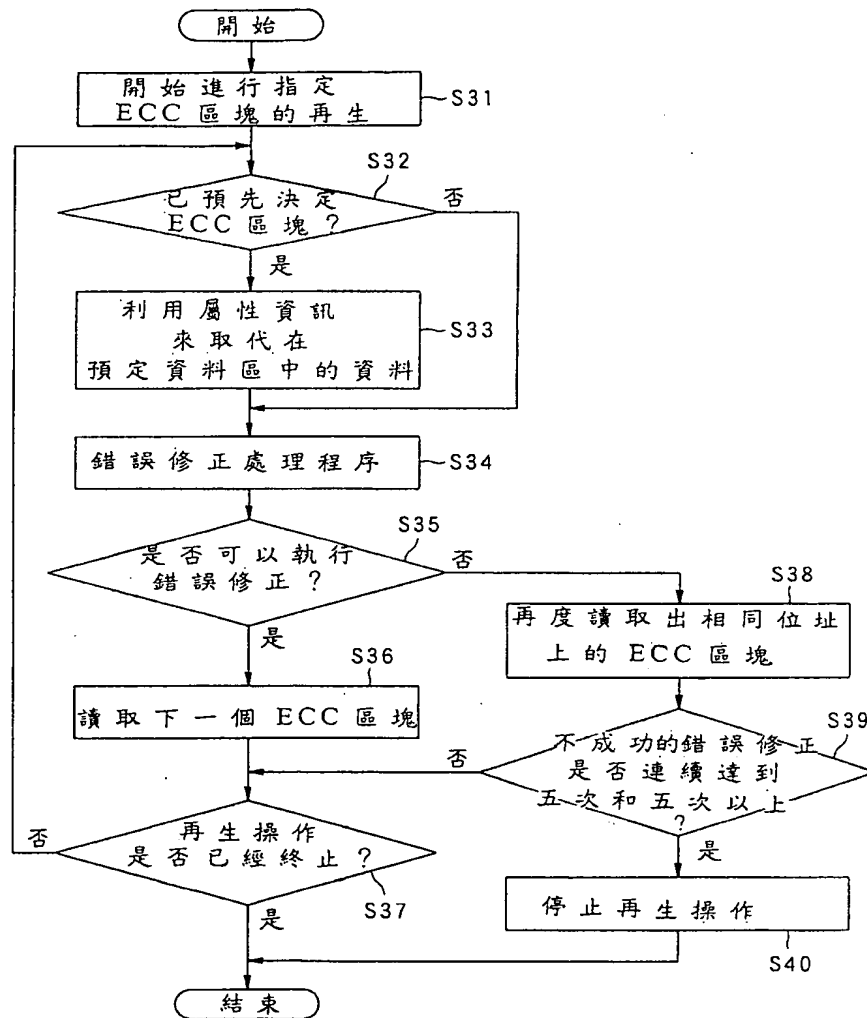 開始
開始進行指定
ECC區塊的再生
S31
S32
已預先決定
ECC區塊?
否
是
利用屬性資訊
來取代在
預定資料區中的資料
S33
錯誤修正處理程序
S34
S35
是否可以執行
錯誤修正?
否
是
S38
再度讀取出相同位址
上的ECC區塊
S36
讀取下一個ECC區塊
S39
不成功的錯誤修正
是否連續達到
五次和五次以上
?
否
是
再生操作
是否已經終止?
否
S37
是
停止再生操作
S40
結束